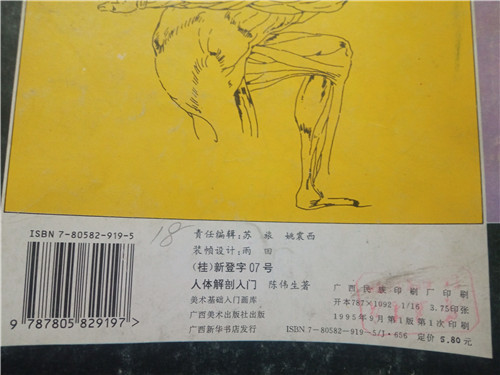 ISBN 7-80582-919-5
9 787805 829197
18
责任编辑：苏 旅 姚震西
装帧设计：雨 田
(桂)新登字07号
人体解剖入门 陈伟生著
美术基础入门画库·
广西美术出版社出版
广西新华书店发行
广西民族印刷厂印刷
开本787×1092 1/16 3.75印张
1995年9月第1版第1次印刷
ISBN 7-80582-919-5/J·656 定价 5.80元